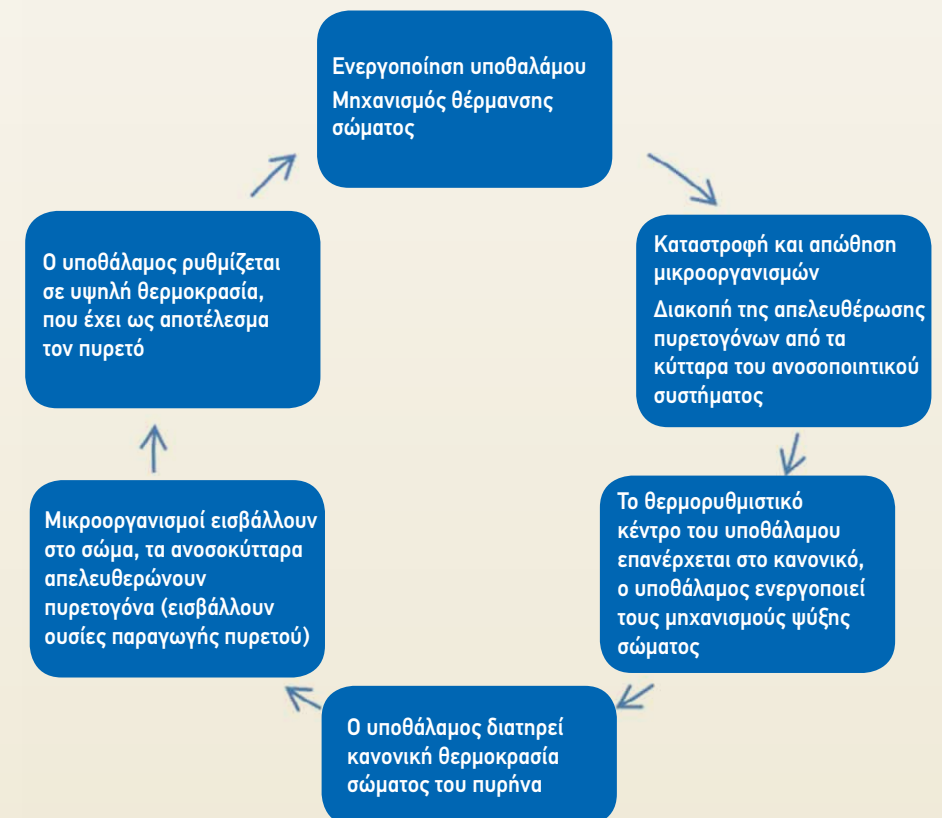 Ενεργοποίηση υποθαλάμου
Μηχανισμός θέρμανσης
σώματος
Καταστροφή και απώθηση
μικροοργανισμών
Διακοπή της απελευθέρωσης
πυρετογόνων από τα
κύτταρα του ανοσοποιητικού
συστήματος
Το θερμορυθμιστικό
κέντρο του υποθάλαμου
επανέρχεται στο κανονικό,
ο υποθάλαμος ενεργοποιεί
τους μηχανισμούς ψύξης
σώματος
Ο υποθάλαμος διατηρεί
κανονική θερμοκρασία
σώματος του πυρήνα
Μικροοργανισμοί εισβάλλουν
στο σώμα, τα ανοσοκύτταρα
απελευθερώνουν
πυρετογόνα (εισβάλλουν
ουσίες παραγωγής πυρετού)
Ο υποθάλαμος ρυθμίζεται
σε υψηλή θερμοκρασία,
που έχει ως αποτέλεσμα
τον πυρετό